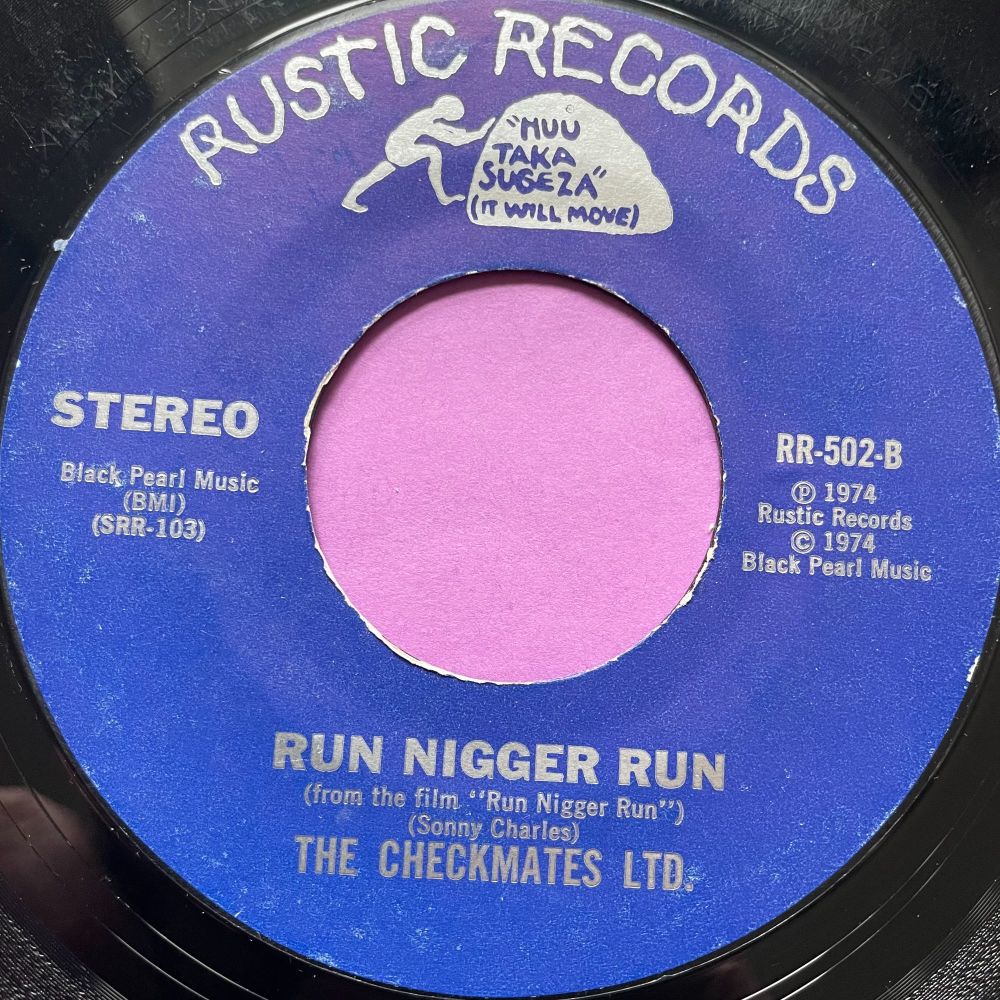 RUSTIC RECORDS
"MUU
TAKA
SUGEZA"
(IT WILL MOVE)
STEREO
Black Pearl Music
(BMI)
(SRR-103)
RR-502-B
℗ 1974
Rustic Records
© 1974
Black Pearl Music
RUN NIGGER RUN
(from the film "Run Nigger Run")
(Sonny Charles)
THE CHECKMATES LTD.